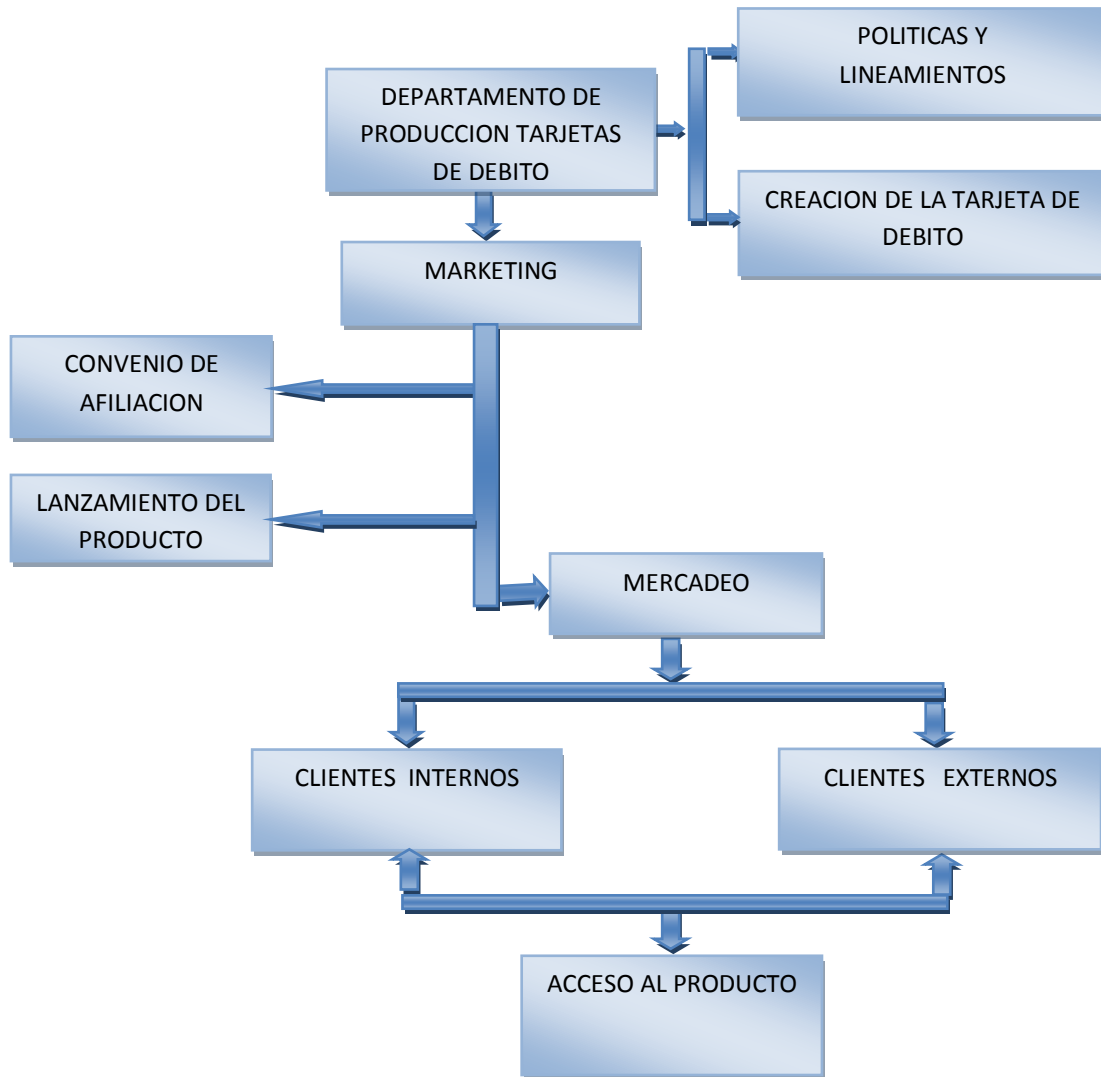 POLITICAS Y
LINEAMIENTOS
DEPARTAMENTO DE
PRODUCCION TARJETAS
DE DEBITO
CREACION DE LA TARJETA DE
DEBITO
MARKETING
CONVENIO DE
AFILIACION
LANZAMIENTO DEL
PRODUCTO
MERCADEO
CLIENTES INTERNOS
CLIENTES EXTERNOS
ACCESO AL PRODUCTO